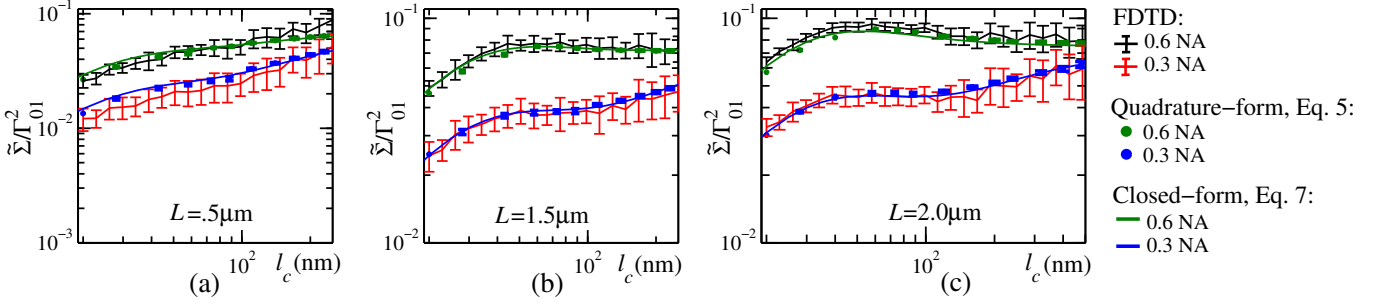 10⁻¹
10⁻²
10⁻³
Σ̃/Γ²₀₁
L=.5μm
10²
l_c(nm)
(a)
10⁻¹
10⁻²
Σ̃/Γ²₀₁
L=1.5μm
10²
l_c(nm)
(b)
10⁻¹
10⁻²
Σ̃/Γ²₀₁
L=2.0μm
10²
l_c(nm)
(c)
FDTD:
0.6 NA
0.3 NA
Quadrature−form, Eq. 5:
0.6 NA
0.3 NA
Closed−form, Eq. 7:
0.6 NA
0.3 NA